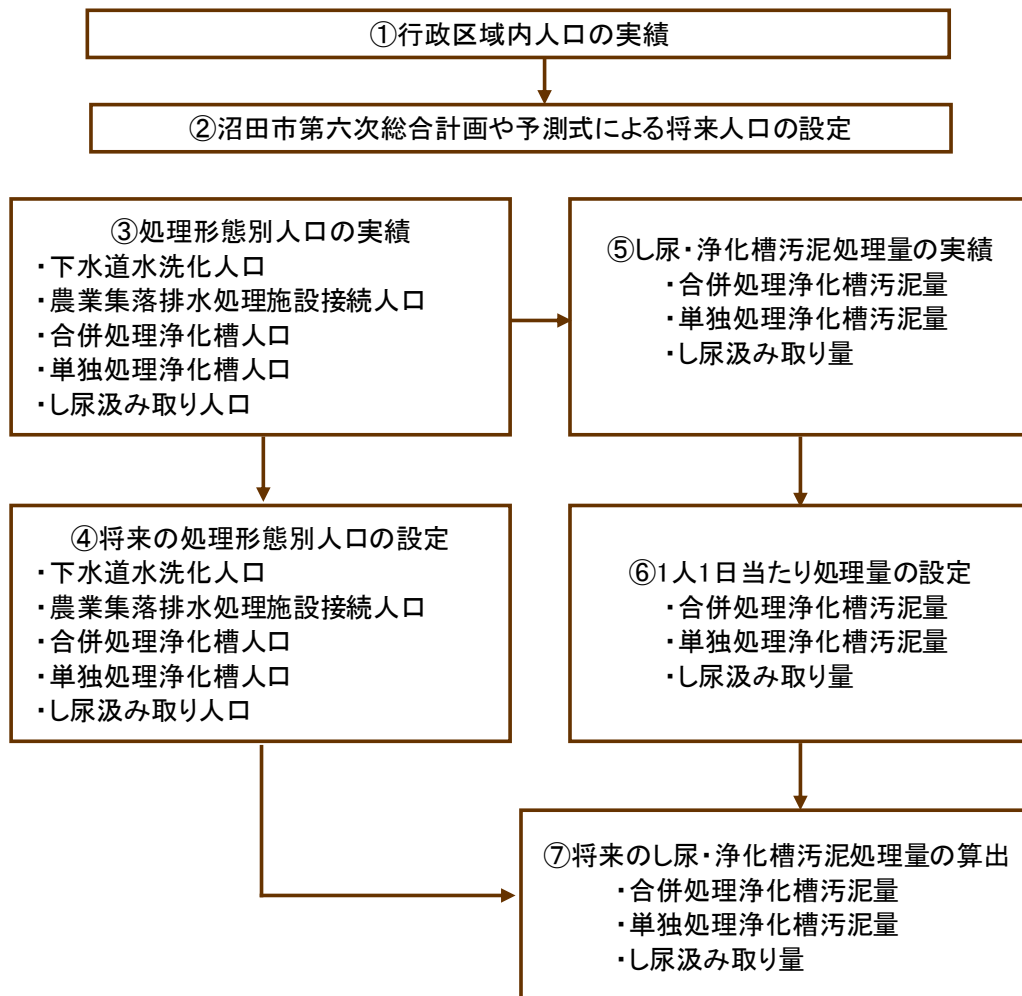 ①行政区域内人口の実績
②沼田市第六次総合計画や予測式による将来人口の設定
③処理形態別人口の実績
・下水道水洗化人口
・農業集落排水処理施設接続人口
・合併処理浄化槽人口
・単独処理浄化槽人口
・し尿汲み取り人口
⑤し尿・浄化槽汚泥処理量の実績
・合併処理浄化槽汚泥量
・単独処理浄化槽汚泥量
・し尿汲み取り量
④将来の処理形態別人口の設定
・下水道水洗化人口
・農業集落排水処理施設接続人口
・合併処理浄化槽人口
・単独処理浄化槽人口
・し尿汲み取り人口
⑥1人1日当たり処理量の設定
・合併処理浄化槽汚泥量
・単独処理浄化槽汚泥量
・し尿汲み取り量
⑦将来のし尿・浄化槽汚泥処理量の算出
・合併処理浄化槽汚泥量
・単独処理浄化槽汚泥量
・し尿汲み取り量